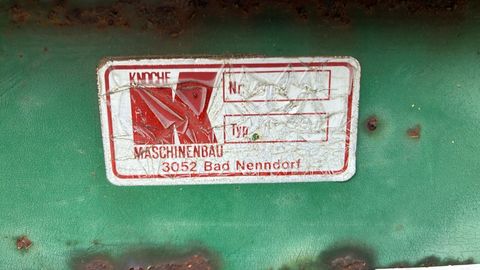 KNOCHE
Nr.
Typ
MASCHINENBAU
3052 Bad Nenndorf